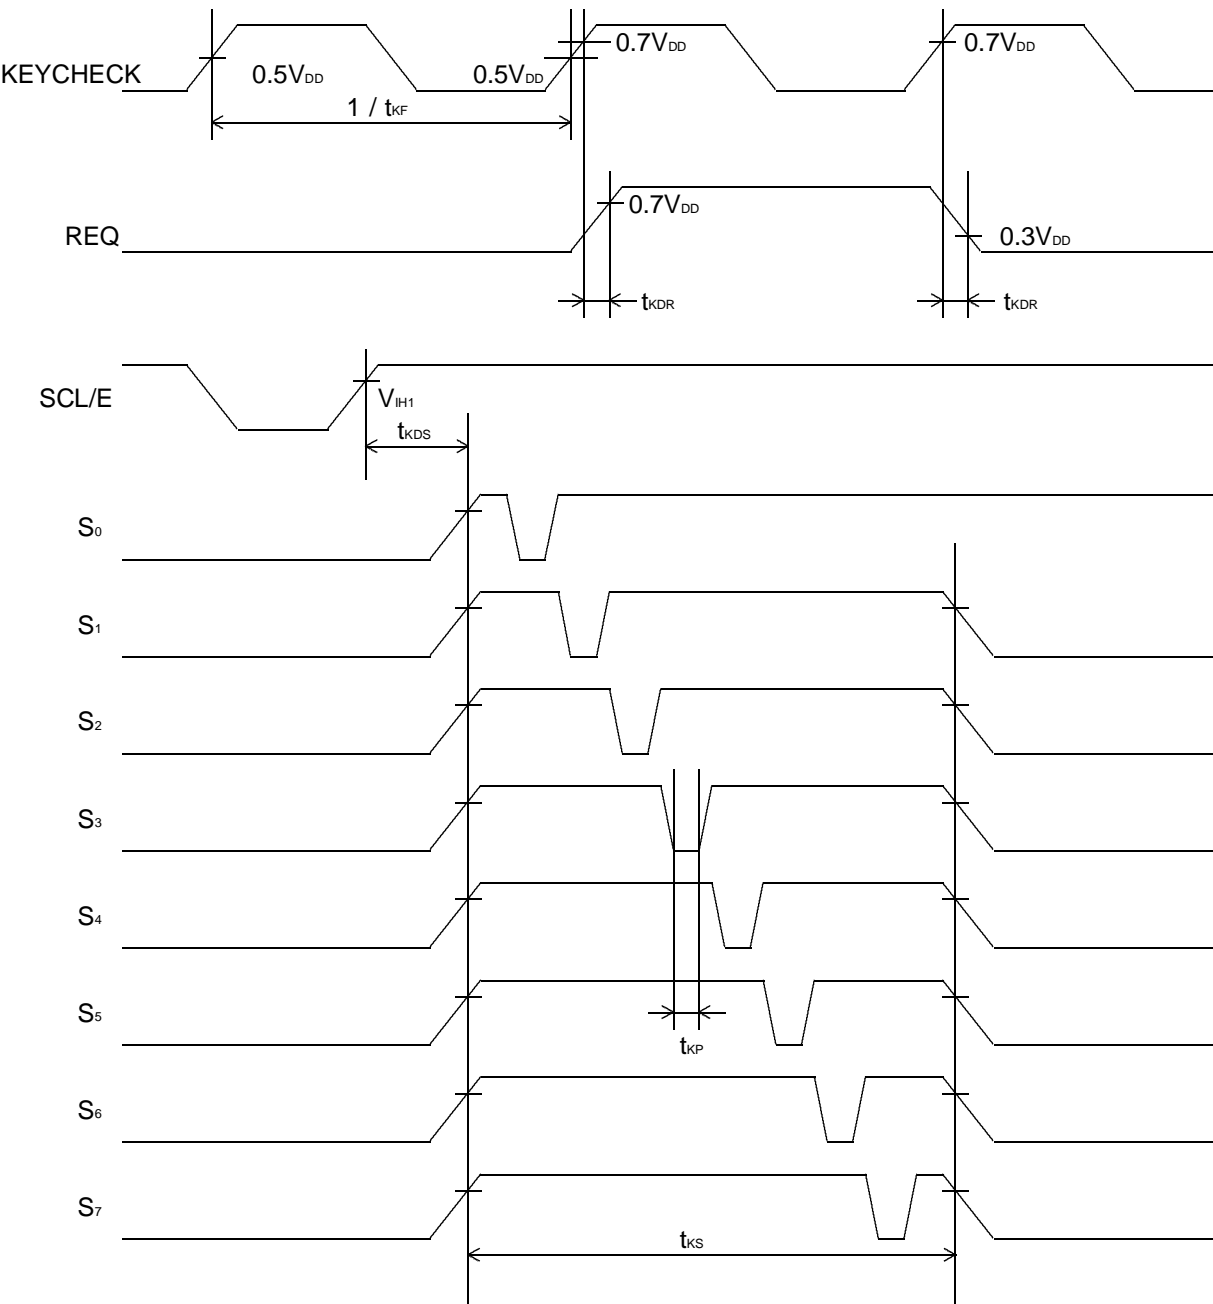 0.7VDD 0.7VDD
KEYCHECK 0.5VDD 0.5VDD
1 / tKF
0.7VDD
REQ 0.3VDD
tKDR tKDR
SCL/E VIH1
tKDS
S0
S1
S2
S3
S4
S5
tKP
S6
S7
tKS